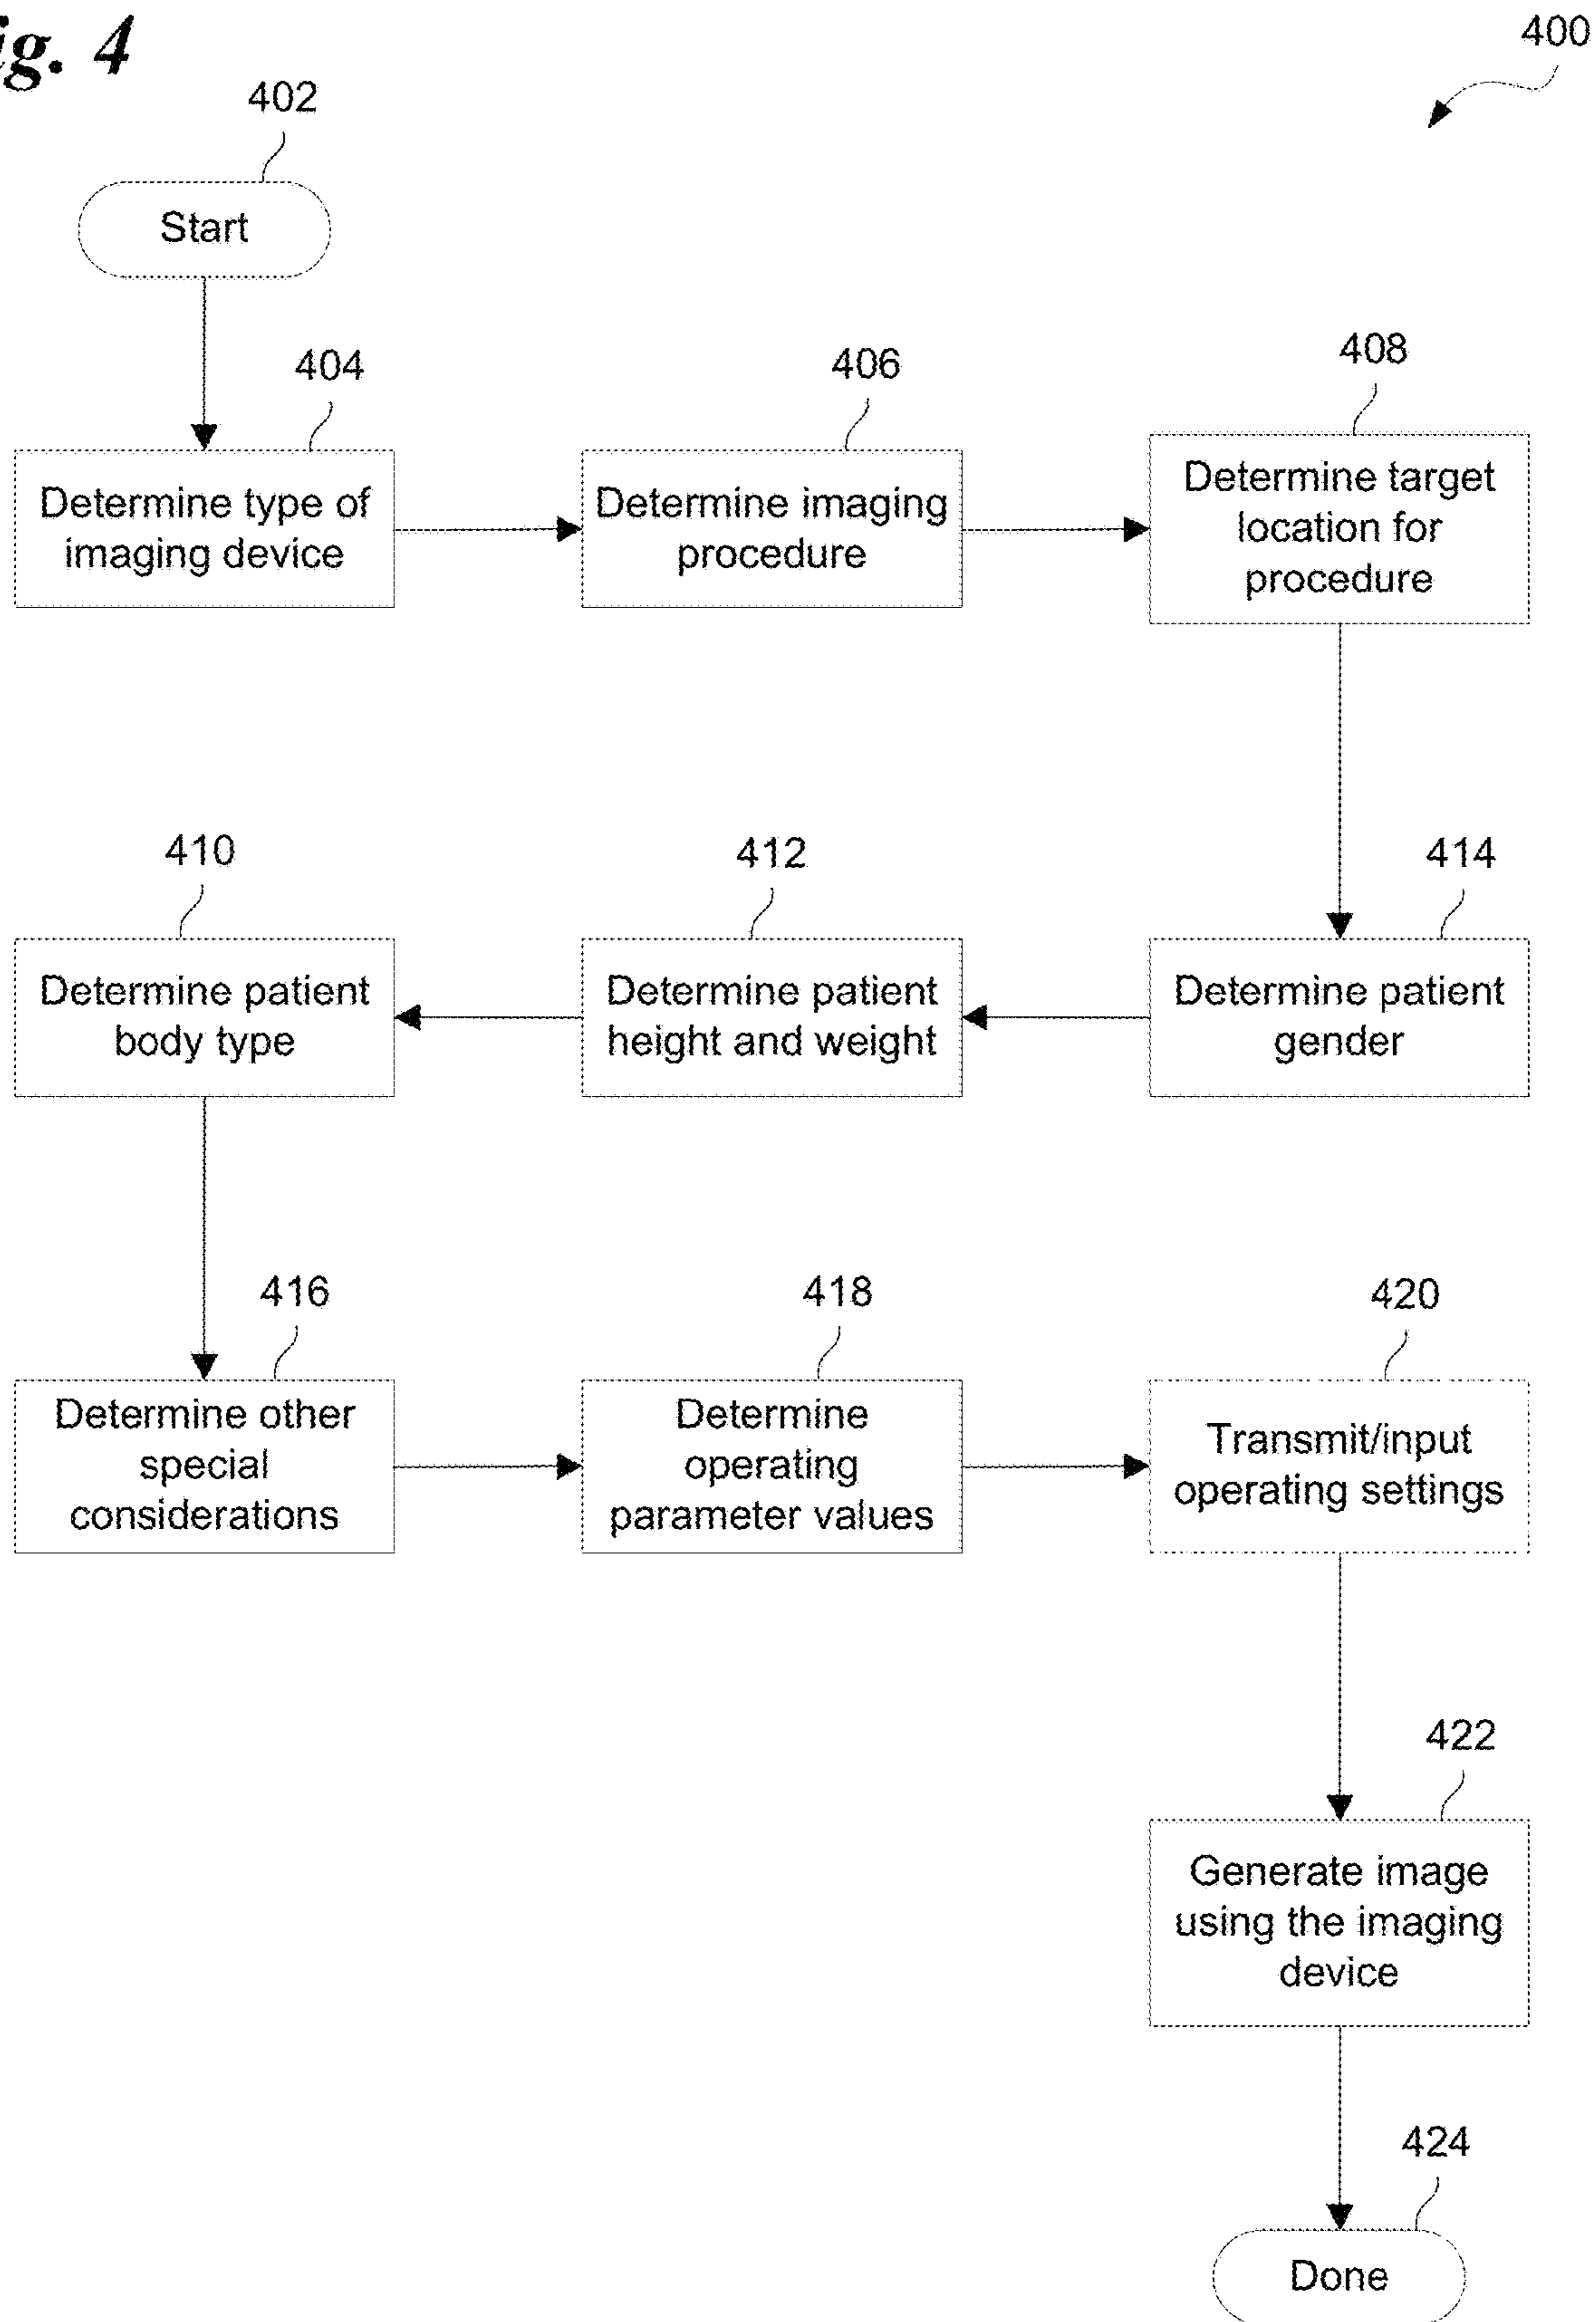 ig. 4
400
402
Start
404
406
408
Determine type of
imaging device
Determine imaging
procedure
Determine target
location for
procedure
410
412
414
Determine patient
body type
Determine patient
height and weight
Determine patient
gender
416
418
420
Determine other
special
considerations
Determine
operating
parameter values
Transmit/input
operating settings
422
Generate image
using the imaging
device
424
Done